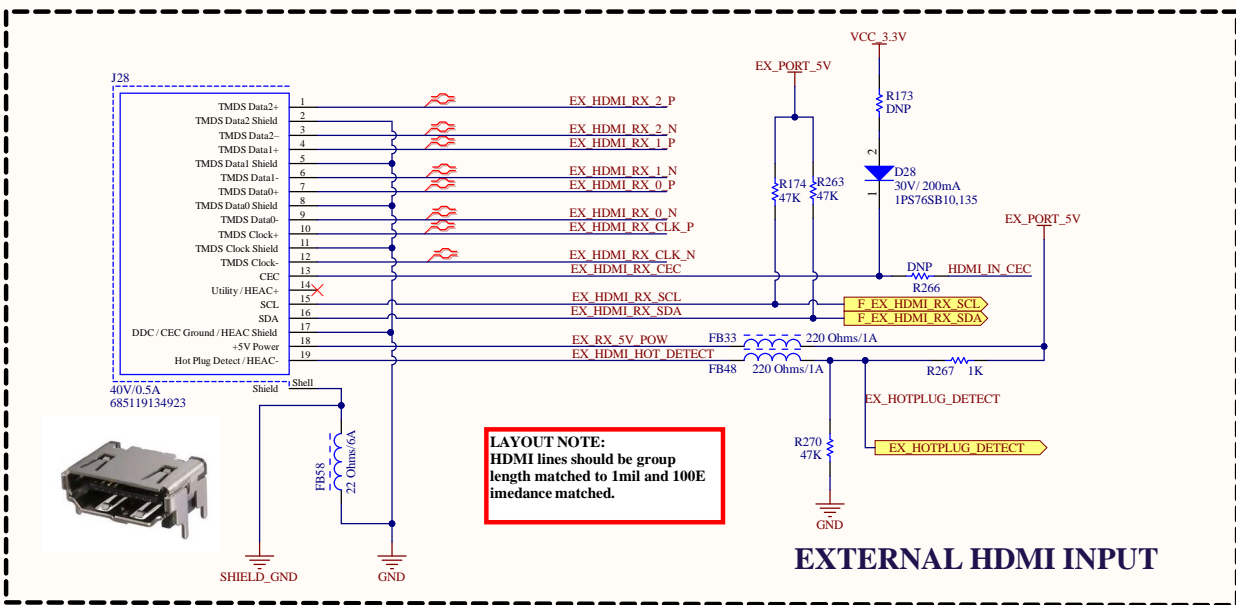 VCC_3.3V
EX_PORT_5V
J28
R173
DNP
TMDS Data2+ 1 EX_HDMI_RX_2_P
TMDS Data2 Shield 2
TMDS Data2– 3 EX_HDMI_RX_2_N
TMDS Data1+ 4 EX_HDMI_RX_1_P
2
TMDS Data1 Shield 5
TMDS Data1- 6 EX_HDMI_RX_1_N
TMDS Data0+ 7 EX_HDMI_RX_0_P
R174
47K
R263
47K
D28
30V/ 200mA
1PS76SB10,135
1
TMDS Data0 Shield 8
TMDS Data0- 9 EX_HDMI_RX_0_N
EX_PORT_5V
TMDS Clock+ 10 EX_HDMI_RX_CLK_P
TMDS Clock Shield 11
TMDS Clock- 12 EX_HDMI_RX_CLK_N
CEC 13 EX_HDMI_RX_CEC
DNP HDMI_IN_CEC
R266
Utility / HEAC+ 14
SCL 15 EX_HDMI_RX_SCL F_EX_HDMI_RX_SCL
SDA 16 EX_HDMI_RX_SDA F_EX_HDMI_RX_SDA
DDC / CEC Ground / HEAC Shield 17
+5V Power 18 EX_RX_5V_POW FB33 220 Ohms/1A
Hot Plug Detect / HEAC- 19 EX_HDMI_HOT_DETECT
FB48 220 Ohms/1A
R267 1K
Shield Shell
40V/0.5A
685119134923
EX_HOTPLUG_DETECT
FB58
22 Ohms/6A
LAYOUT NOTE:
HDMI lines should be group
length matched to 1mil and 100E
imedance matched.
R270
47K
EX_HOTPLUG_DETECT
GND
EXTERNAL HDMI INPUT
SHIELD_GND
GND